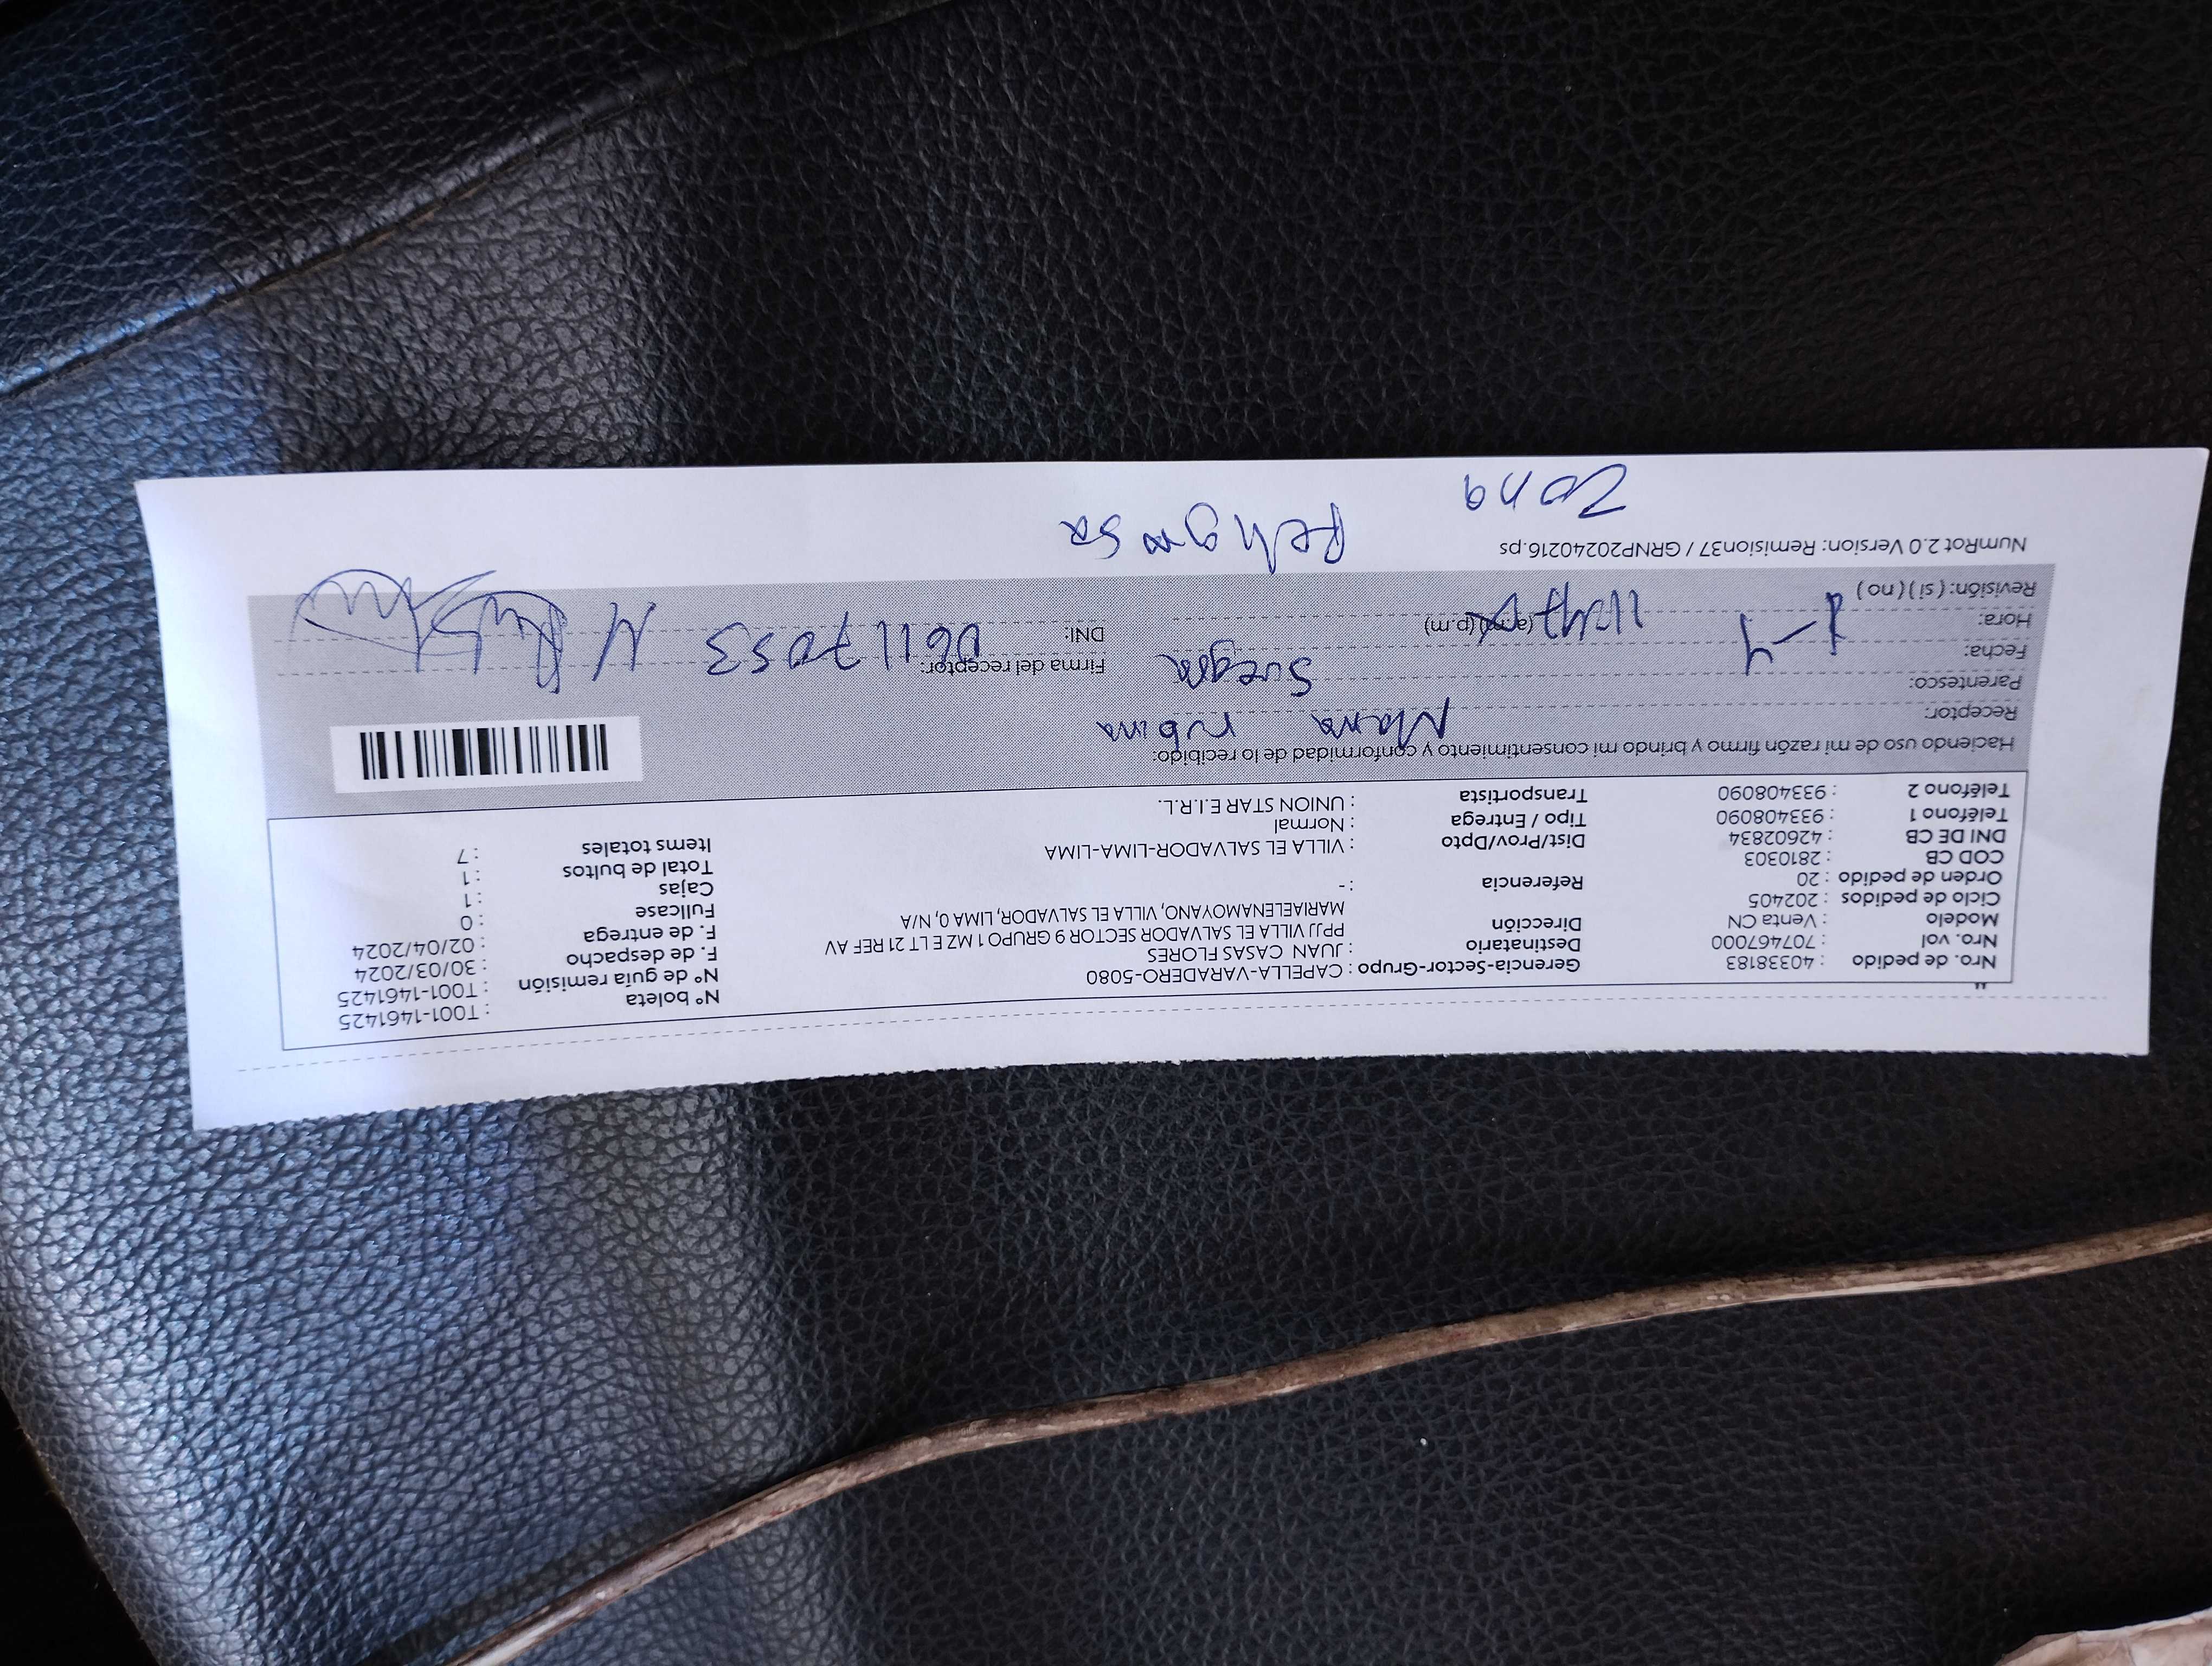 Nro. de pedido : 40338183
Nro. vol : 707467000
Modelo : Venta CN
Ciclo de pedidos : 202405
Orden de pedido : 20
COD CB : 2810303
DNI DE CB : 42602834
Teléfono 1 : 933408090
Teléfono 2 : 933408090
Gerencia-Sector-Grupo : CAPELLA-VARADERO-5080
Destinatario : JUAN CASAS FLORES
Dirección PPJJ VILLA EL SALVADOR SECTOR 9 GRUPO 1 MZ E LT 21 REF AV
MARIAELENAMOYANO, VILLA EL SALVADOR, LIMA 0, N/A
Referencia : -
Dist/Prov/Dpto : VILLA EL SALVADOR-LIMA-LIMA
Tipo / Entrega : Normal
Transportista : UNION STAR E.I.R.L.
N° boleta : T001-1461425
N° de guía remisión : T001-1461425
F. de despacho : 30/03/2024
F. de entrega : 02/04/2024
Fullcase : 0
Cajas : 1
Total de bultos : 1
Items totales : 7
Haciendo uso de mi razón firmo y brindo mi consentimiento y conformidad de lo recibido:
Receptor: Maria rubina
Parentesco: Suegra
Fecha: 1-4
Hora: (a.m) (p.m)
Revisión: ( si ) ( no )
Firma del receptor:
DNI: 06117053
NumRot 2.0 Version: Remision37 / GRNP20240216.ps
Zona Peligrosa